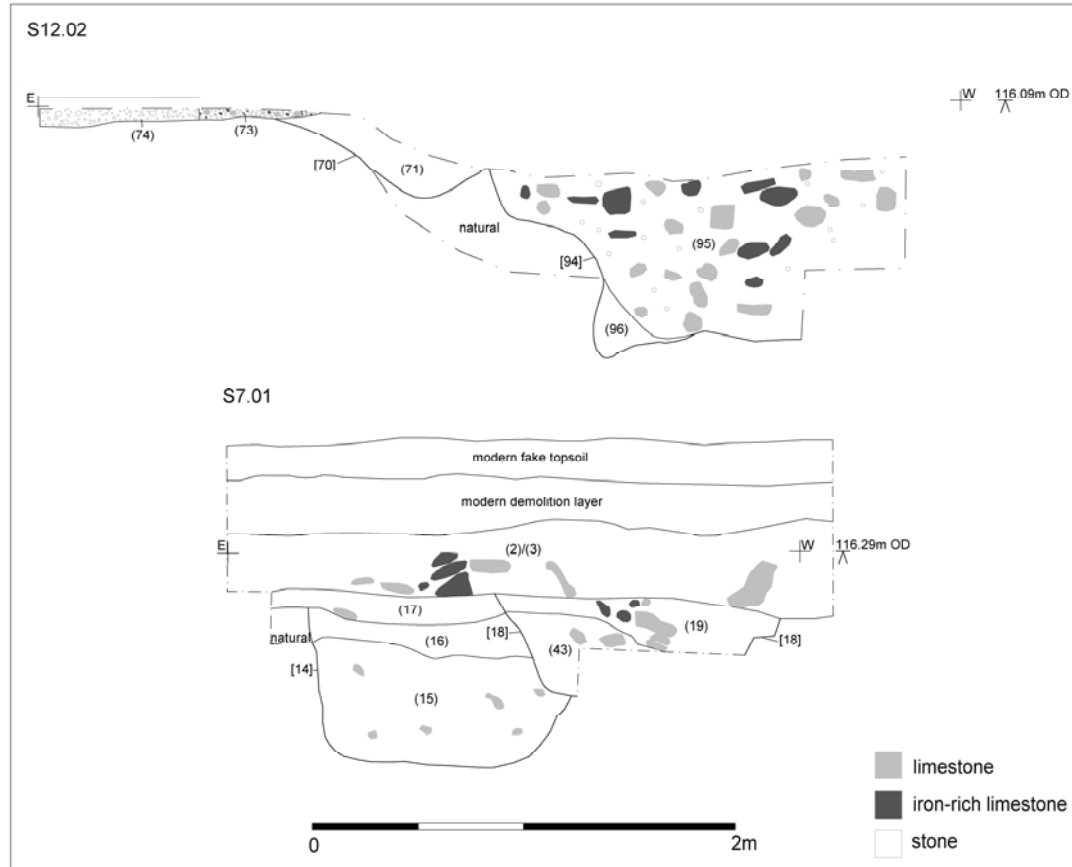 S12.02
E
W
116.09m OD
(74)
(73)
[70]
(71)
natural
[94]
(95)
(96)
S7.01
modern fake topsoil
modern demolition layer
E
(2)/(3)
W
116.29m OD
(17)
natural
(16)
[18]
(43)
(19)
[18]
[14]
(15)
limestone
iron-rich limestone
stone
0
2m